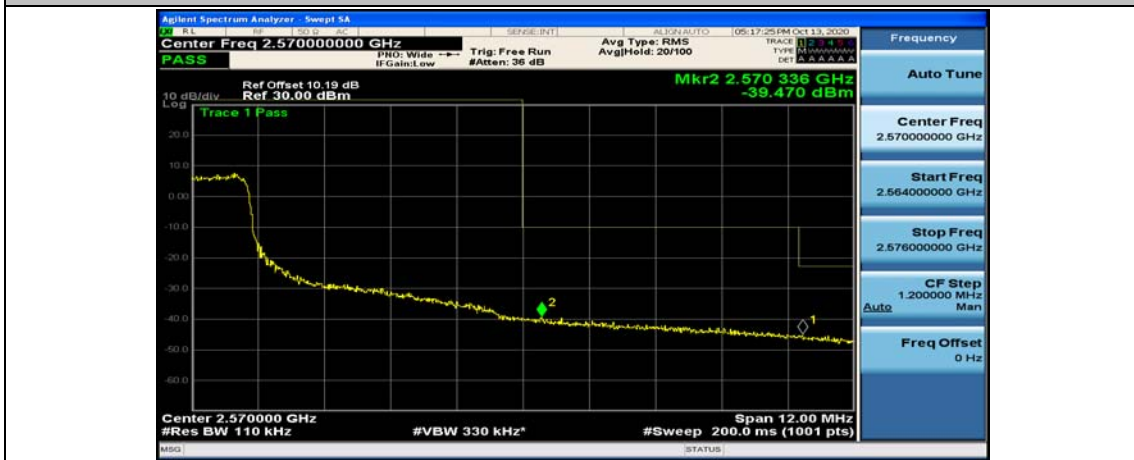 Agilent Spectrum Analyzer - Swept SA
RL RF 50 Ω AC SENSE:INT ALIGN AUTO 05:17:25 PM Oct 13, 2020
Center Freq 2.570000000 GHz
PASS
PNO: Wide
IFGain:Low
Trig: Free Run
#Atten: 36 dB
Avg Type: RMS
Avg|Hold: 20/100
TRACE 1 2 3 4 5 6
TYPE M
DET A A A A A A
Frequency
Mkr2 2.570 336 GHz
-39.470 dBm
Ref Offset 10.19 dB
10 dB/div Ref 30.00 dBm
Log
Trace 1 Pass
20.0
10.0
0.00
-10.0
-20.0
-30.0
-40.0
-50.0
-60.0
2
1
Center 2.570000 GHz
Span 12.00 MHz
#Res BW 110 kHz
#VBW 330 kHz*
#Sweep 200.0 ms (1001 pts)
MSG
STATUS
Auto Tune
Center Freq
2.570000000 GHz
Start Freq
2.564000000 GHz
Stop Freq
2.576000000 GHz
CF Step
1.200000 MHz
Auto Man
Freq Offset
0 Hz